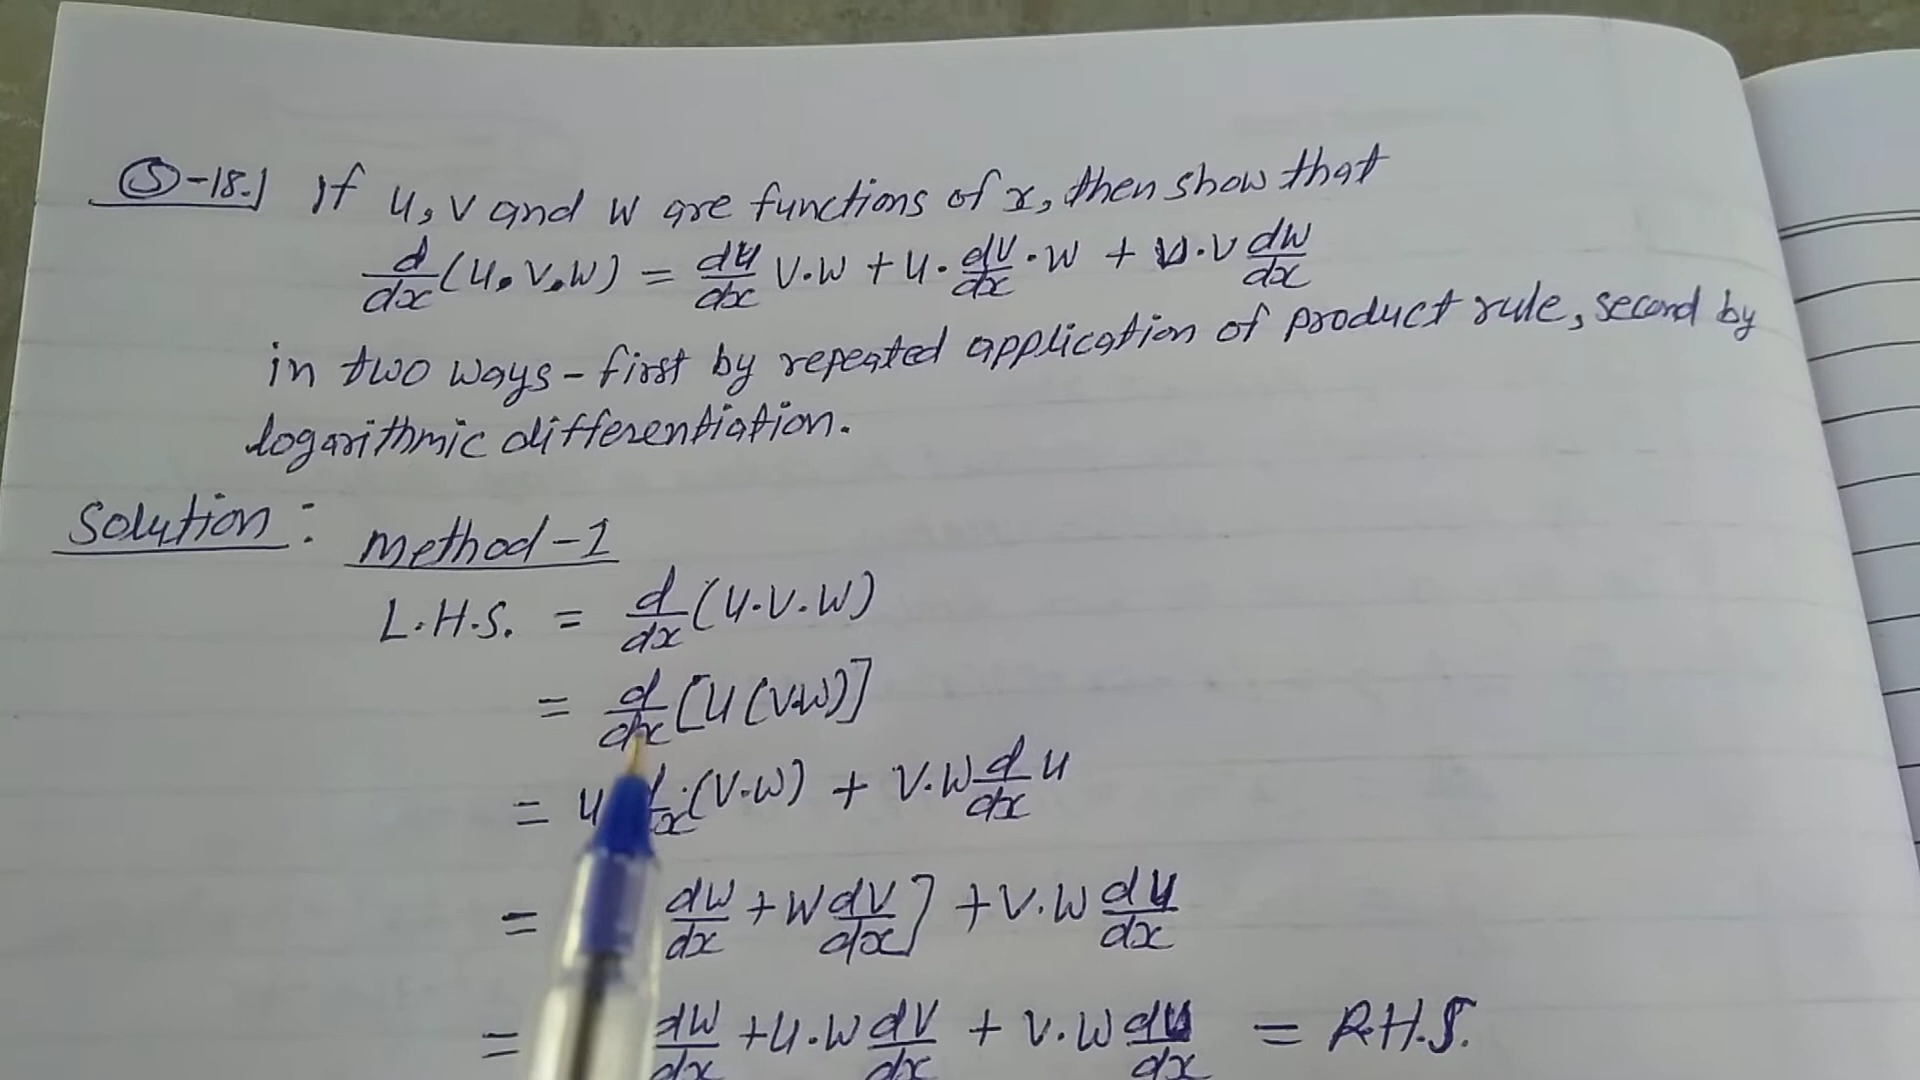 S-18.) If u, v and w are functions of x, then show that
d/dx (u.v.w) = du/dx v.w + u. dv/dx .w + u.v dw/dx
in two ways - first by repeated application of product rule, second by
logarithmic differentiation.
Solution: method-1
L.H.S. = d/dx (u.v.w)
= d/dx [u (v.w)]
= u (v.w) + v.w d/dx u
= dw/dx + w dv/dx ] + v.w du/dx
= dw/dx + u.w dv/dx + v.w du/dx = R.H.S.